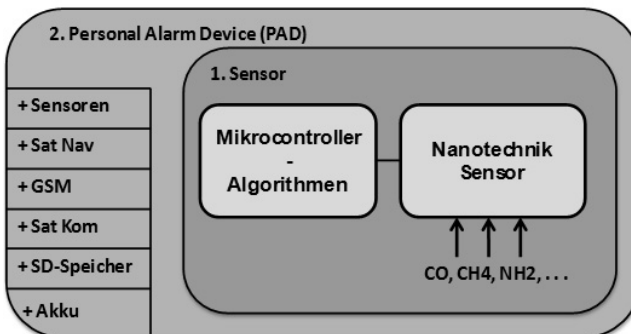 2. Personal Alarm Device (PAD)
1. Sensor
+ Sensoren
+ Sat Nav
+ GSM
+ Sat Kom
+ SD-Speicher
+ Akku
Mikrocontroller
-
Algorithmen
Nanotechnik
Sensor
CO, CH4, NH2, . . .